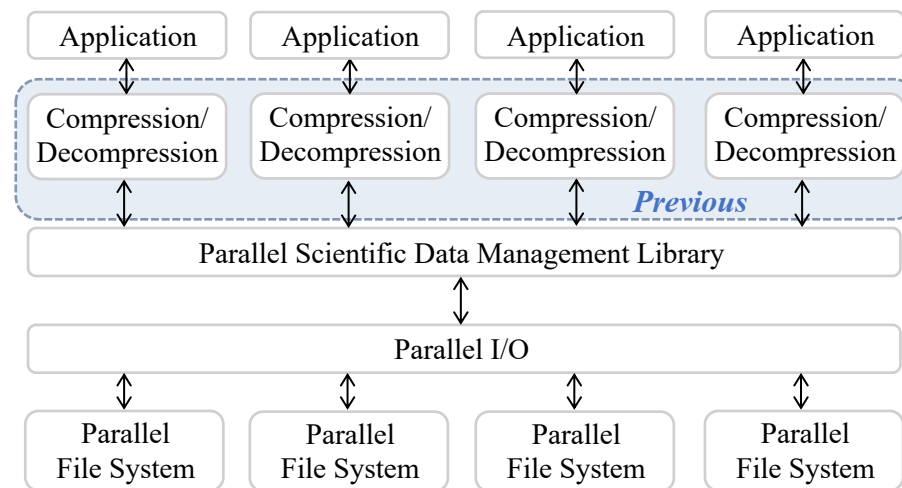 Application
Application
Application
Application
Compression/
Decompression
Compression/
Decompression
Compression/
Decompression
Compression/
Decompression
Previous
Parallel Scientific Data Management Library
Parallel I/O
Parallel
File System
Parallel
File System
Parallel
File System
Parallel
File System